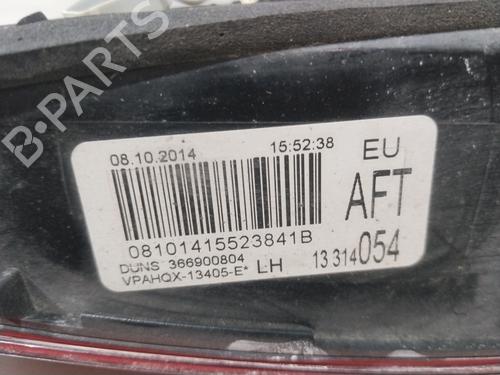 08.10.2014 15:52:38 EU
AFT
08101415523841B
DUNS 366900804
VPAHQX-13405-E* LH 13 314 054
B-PARTS